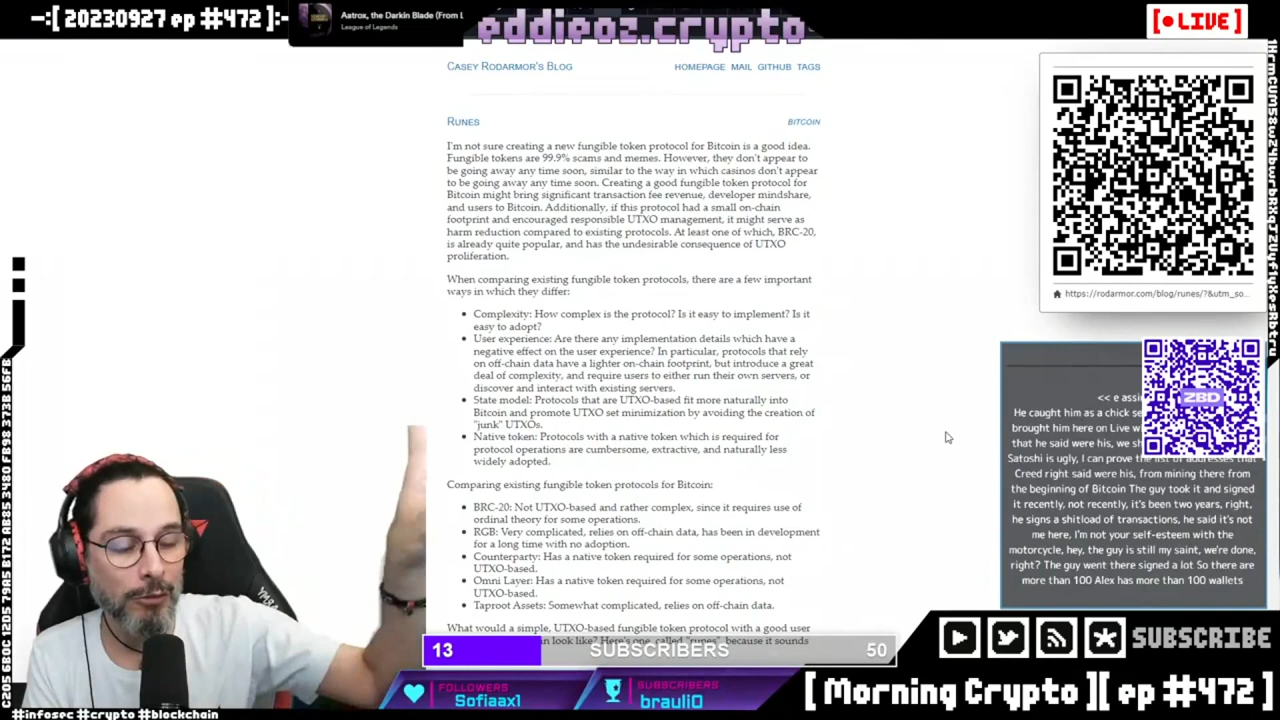 -:[ 20230927 ep #472 ]:-
Aatrox, the Darkin Blade (From L
League of Legends
eddieoz.crypto
[ ● LIVE ]
CASEY RODARMOR'S BLOG
HOMEPAGE MAIL GITHUB TAGS
RUNES
BITCOIN
I'm not sure creating a new fungible token protocol for Bitcoin is a good idea.
Fungible tokens are 99.9% scams and memes. However, they don't appear to
be going away any time soon, similar to the way in which casinos don't appear
to be going away any time soon. Creating a good fungible token protocol for
Bitcoin might bring significant transaction fee revenue, developer mindshare,
and users to Bitcoin. Additionally, if this protocol had a small on-chain
footprint and encouraged responsible UTXO management, it might serve as
harm reduction compared to existing protocols. At least one of which, BRC-20,
is already quite popular, and has the undesirable consequence of UTXO
proliferation.
When comparing existing fungible token protocols, there are a few important
ways in which they differ:
• Complexity: How complex is the protocol? Is it easy to implement? Is it
easy to adopt?
• User experience: Are there any implementation details which have a
negative effect on the user experience? In particular, protocols that rely
on off-chain data have a lighter on-chain footprint, but introduce a great
deal of complexity, and require users to either run their own servers, or
discover and interact with existing servers.
• State model: Protocols that are UTXO-based fit more naturally into
Bitcoin and promote UTXO set minimization by avoiding the creation of
"junk" UTXOs.
• Native token: Protocols with a native token which is required for
protocol operations are cumbersome, extractive, and naturally less
widely adopted.
Comparing existing fungible token protocols for Bitcoin:
• BRC-20: Not UTXO-based and rather complex, since it requires use of
ordinal theory for some operations.
• RGB: Very complicated, relies on off-chain data, has been in development
for a long time with no adoption.
• Counterparty: Has a native token required for some operations, not
UTXO-based.
• Omni Layer: Has a native token required for some operations, not
UTXO-based.
• Taproot Assets: Somewhat complicated, relies on off-chain data.
What would a simple, UTXO-based fungible token protocol with a good user
in look like? Here's one, called "runes", because it sounds
https://rodarmor.com/blog/runes/?&utm_so...
ZBD
<< e assi
He caught him as a chick se
brought him here on Live w
that he said were his, we sh
Satoshi is ugly, I can prove the list of addresses that
Creed right said were his, from mining there from
the beginning of Bitcoin The guy took it and signed
it recently, not recently, it's been two years, right,
he signs a shitload of transactions, he said it's not
me here, I'm not your self-esteem with the
motorcycle, hey, the guy is still my saint, we're done,
right? The guy went there signed a lot So there are
more than 100 Alex has more than 100 wallets
13
SUBSCRIBERS
50
FOLLOWERS
Sofiaax1
SUBSCRIBERS
SUBSCRIBE
[ Morning Crypto ][ ep #472 ]
#infosec #crypto #blockchain